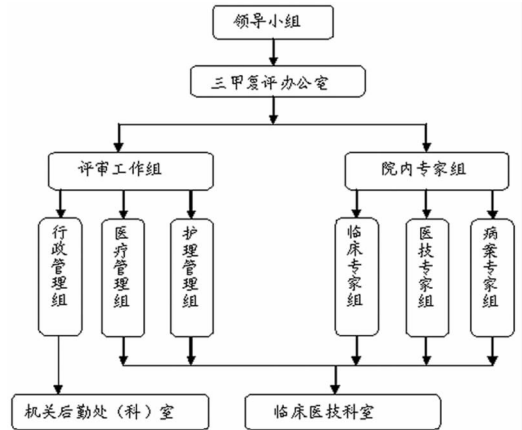 领导小组
三甲复评办公室
评审工作组
院内专家组
行政管理组
医疗管理组
护理管理组
临床专家组
医技专家组
病案专家组
机关后勤处（科）室
临床医技科室